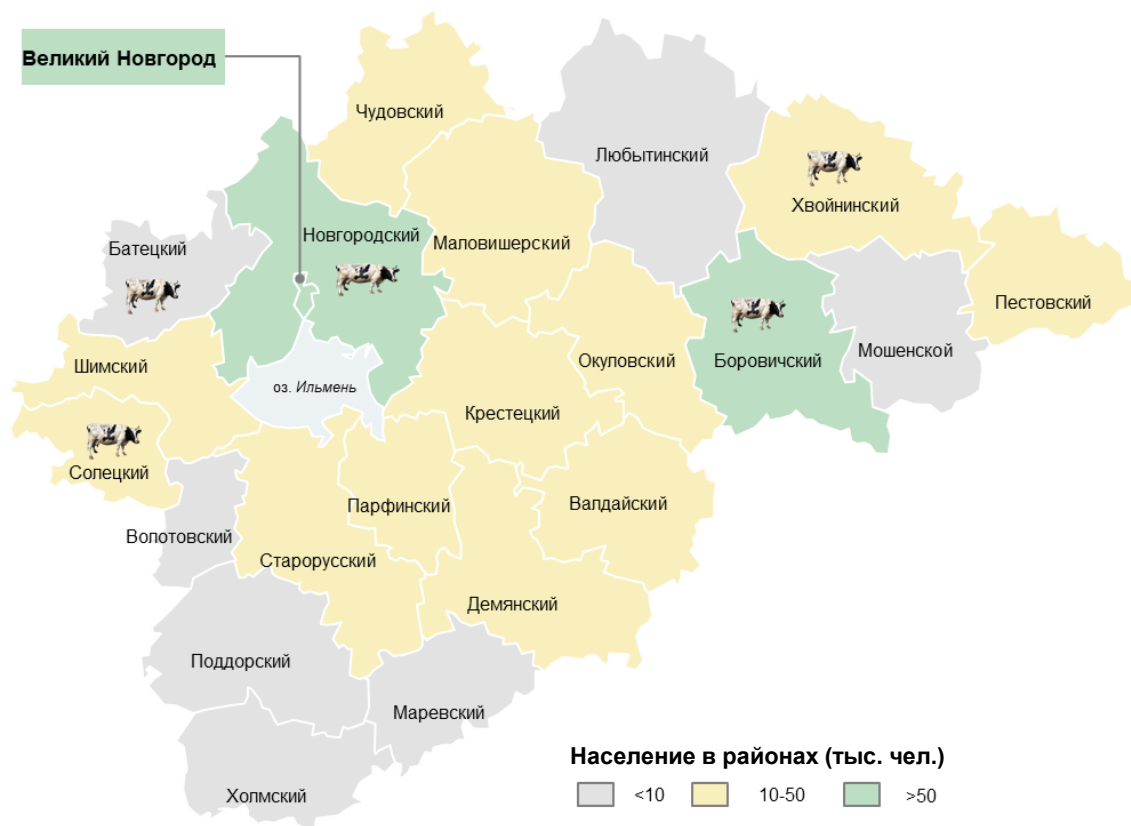 Великий Новгород
Чудовский
Любытинский
Хвойнинский
Новгородский
Маловишерский
Батецкий
Пестовский
Мошенской
Боровичский
Окуловский
Шимский
оз. Ильмень
Крестецкий
Солецкий
Парфинский
Валдайский
Волотовский
Старорусский
Демянский
Поддорский
Маревский
Холмский
Население в районах (тыс. чел.)
<10 10-50 >50